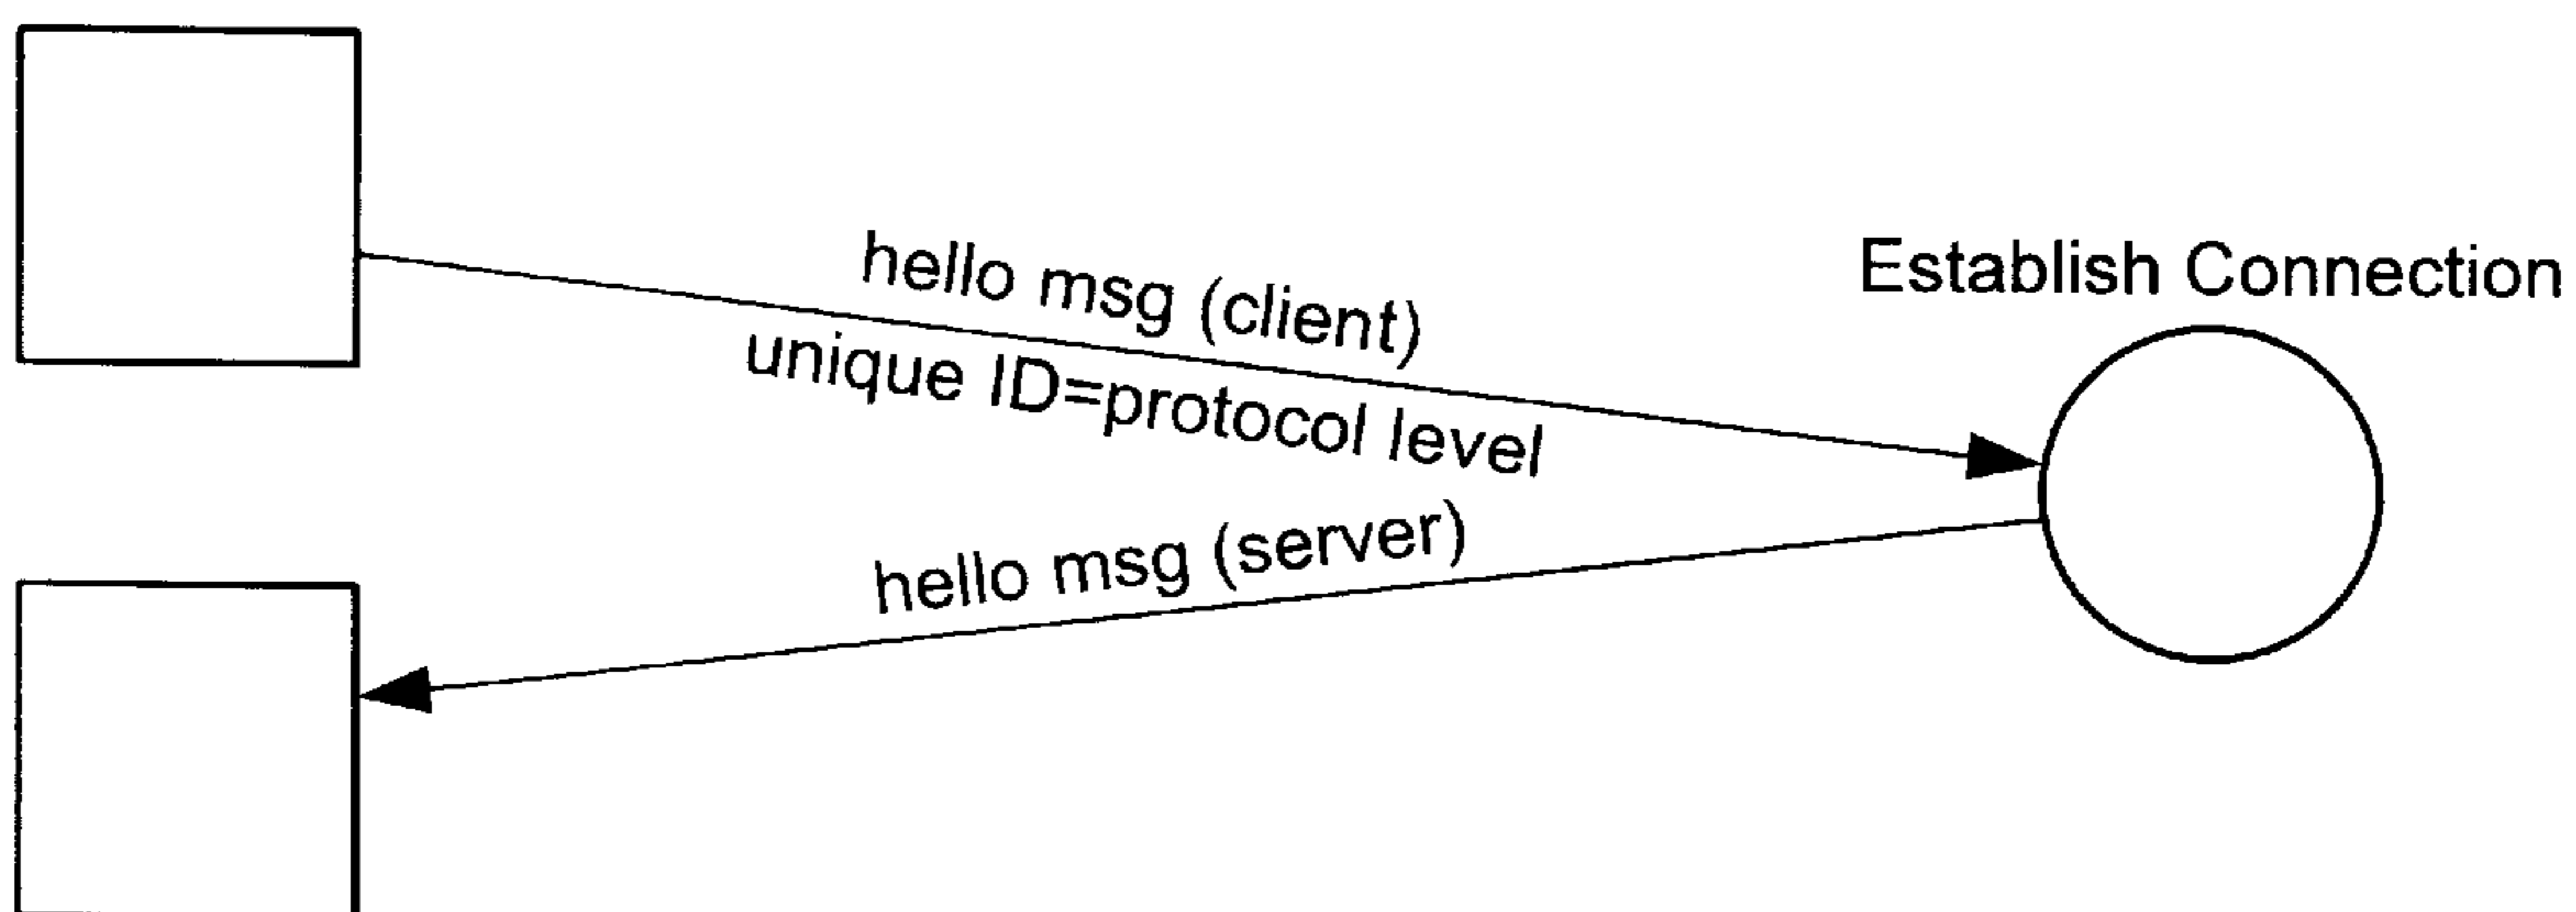 hello msg (client)
unique ID=protocol level
Establish Connection
hello msg (server)